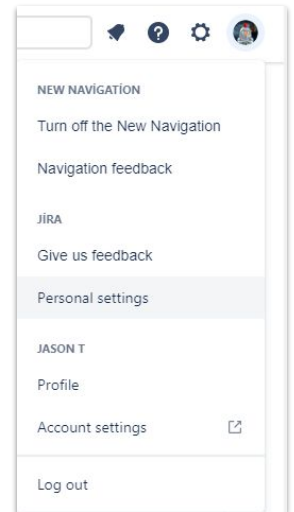 NEW NAVİGATİON
Turn off the New Navigation
Navigation feedback
JİRA
Give us feedback
Personal settings
JASON T
Profile
Account settings
Log out